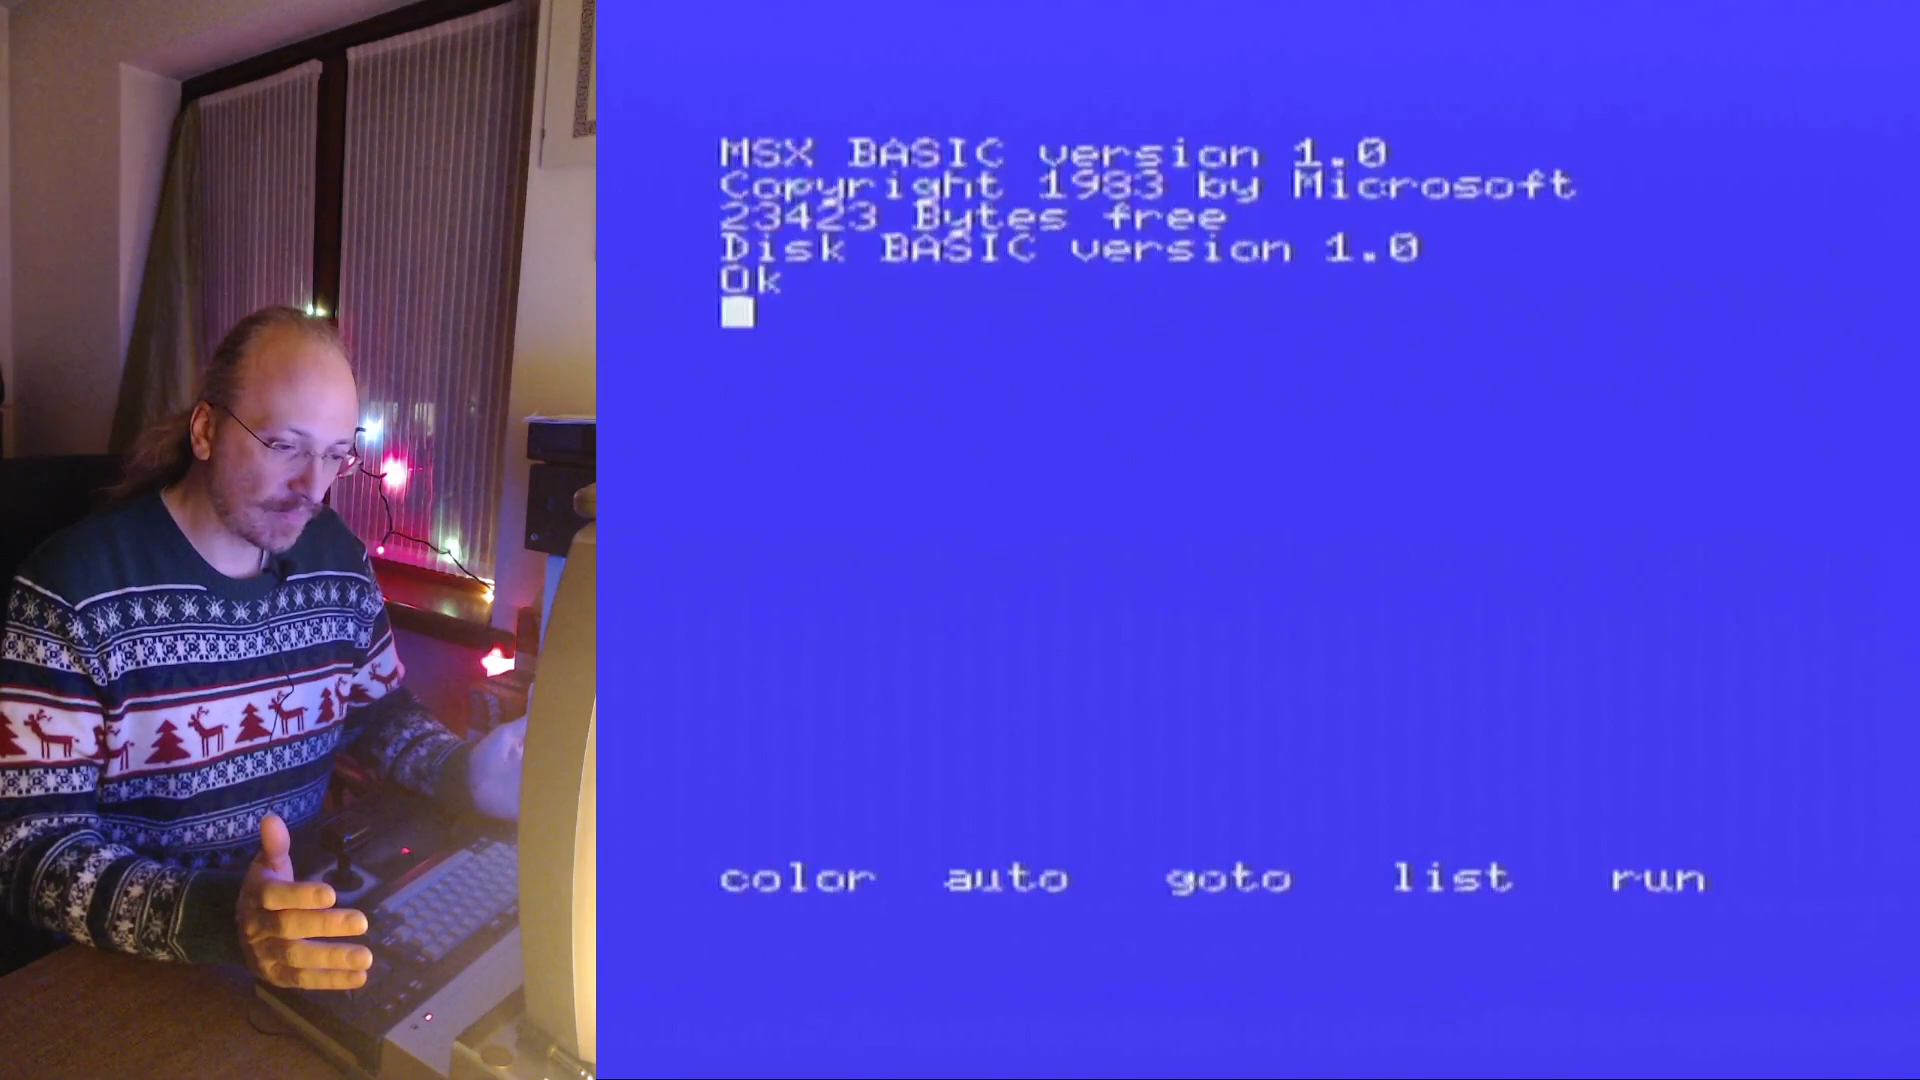 MSX BASIC version 1.0
Copyright 1983 by Microsoft
23423 Bytes free
Disk BASIC version 1.0
Ok
color auto goto list run